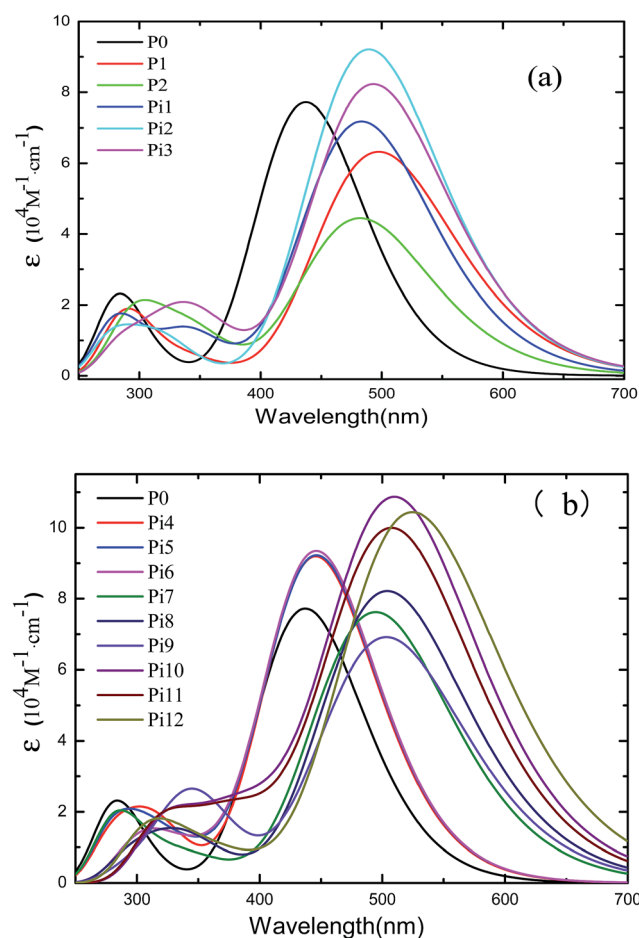 10
8
6
4
2
0
ε (10⁴M⁻¹·cm⁻¹)
P0
P1
P2
Pi1
Pi2
Pi3
(a)
300 400 500 600 700
Wavelength(nm)
10
8
6
4
2
0
ε (10⁴M⁻¹·cm⁻¹)
P0
Pi4
Pi5
Pi6
Pi7
Pi8
Pi9
Pi10
Pi11
Pi12
( b)
300 400 500 600 700
Wavelength(nm)